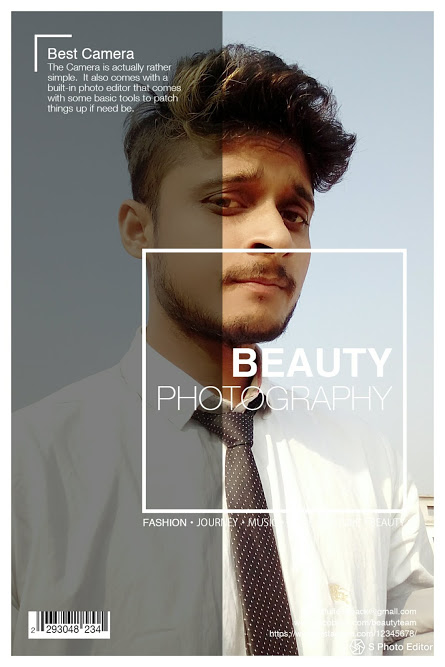 Best Camera
The Camera is actually rather
simple. It also comes with a
built-in photo editor that comes
with some basic tools to patch
things up if need be.
BEAUTY
PHOTOGRAPHY
FASHION • JOURNEY • MUSIC
2 293048 234
S Photo Editor